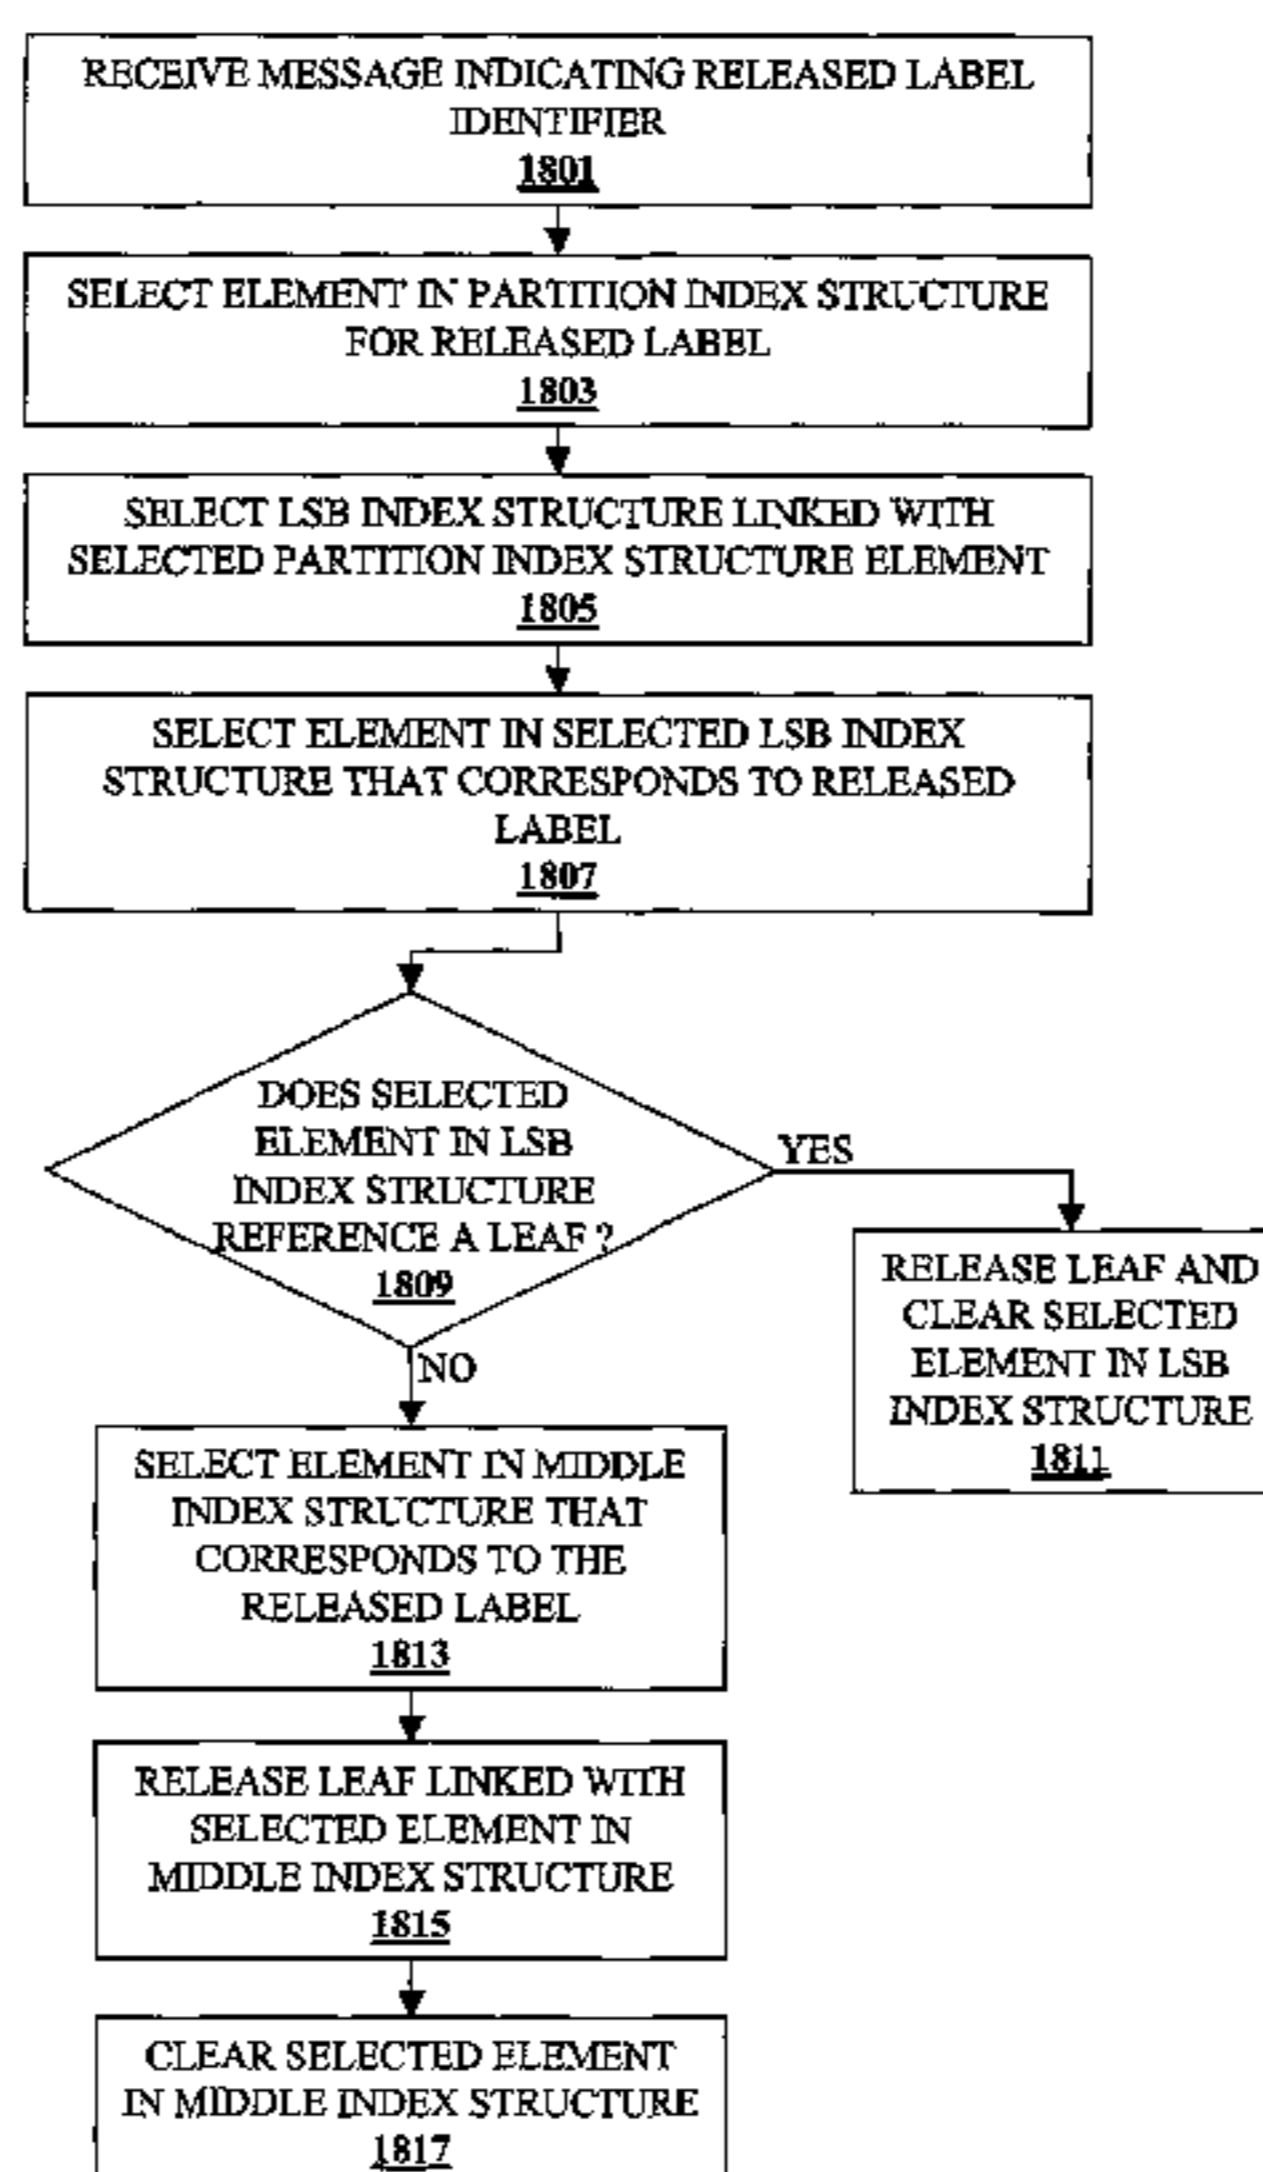 RECEIVE MESSAGE INDICATING RELEASED LABEL
IDENTIFIER
1801
SELECT ELEMENT IN PARTITION INDEX STRUCTURE
FOR RELEASED LABEL
1803
SELECT LSB INDEX STRUCTURE LINKED WITH
SELECTED PARTITION INDEX STRUCTURE ELEMENT
1805
SELECT ELEMENT IN SELECTED LSB INDEX
STRUCTURE THAT CORRESPONDS TO RELEASED
LABEL
1807
DOES SELECTED
ELEMENT IN LSB
INDEX STRUCTURE
REFERENCE A LEAF ?
1809
YES
RELEASE LEAF AND
CLEAR SELECTED
ELEMENT IN LSB
INDEX STRUCTURE
1811
NO
SELECT ELEMENT IN MIDDLE
INDEX STRUCTURE THAT
CORRESPONDS TO THE
RELEASED LABEL
1813
RELEASE LEAF LINKED WITH
SELECTED ELEMENT IN
MIDDLE INDEX STRUCTURE
1815
CLEAR SELECTED ELEMENT
IN MIDDLE INDEX STRUCTURE
1817